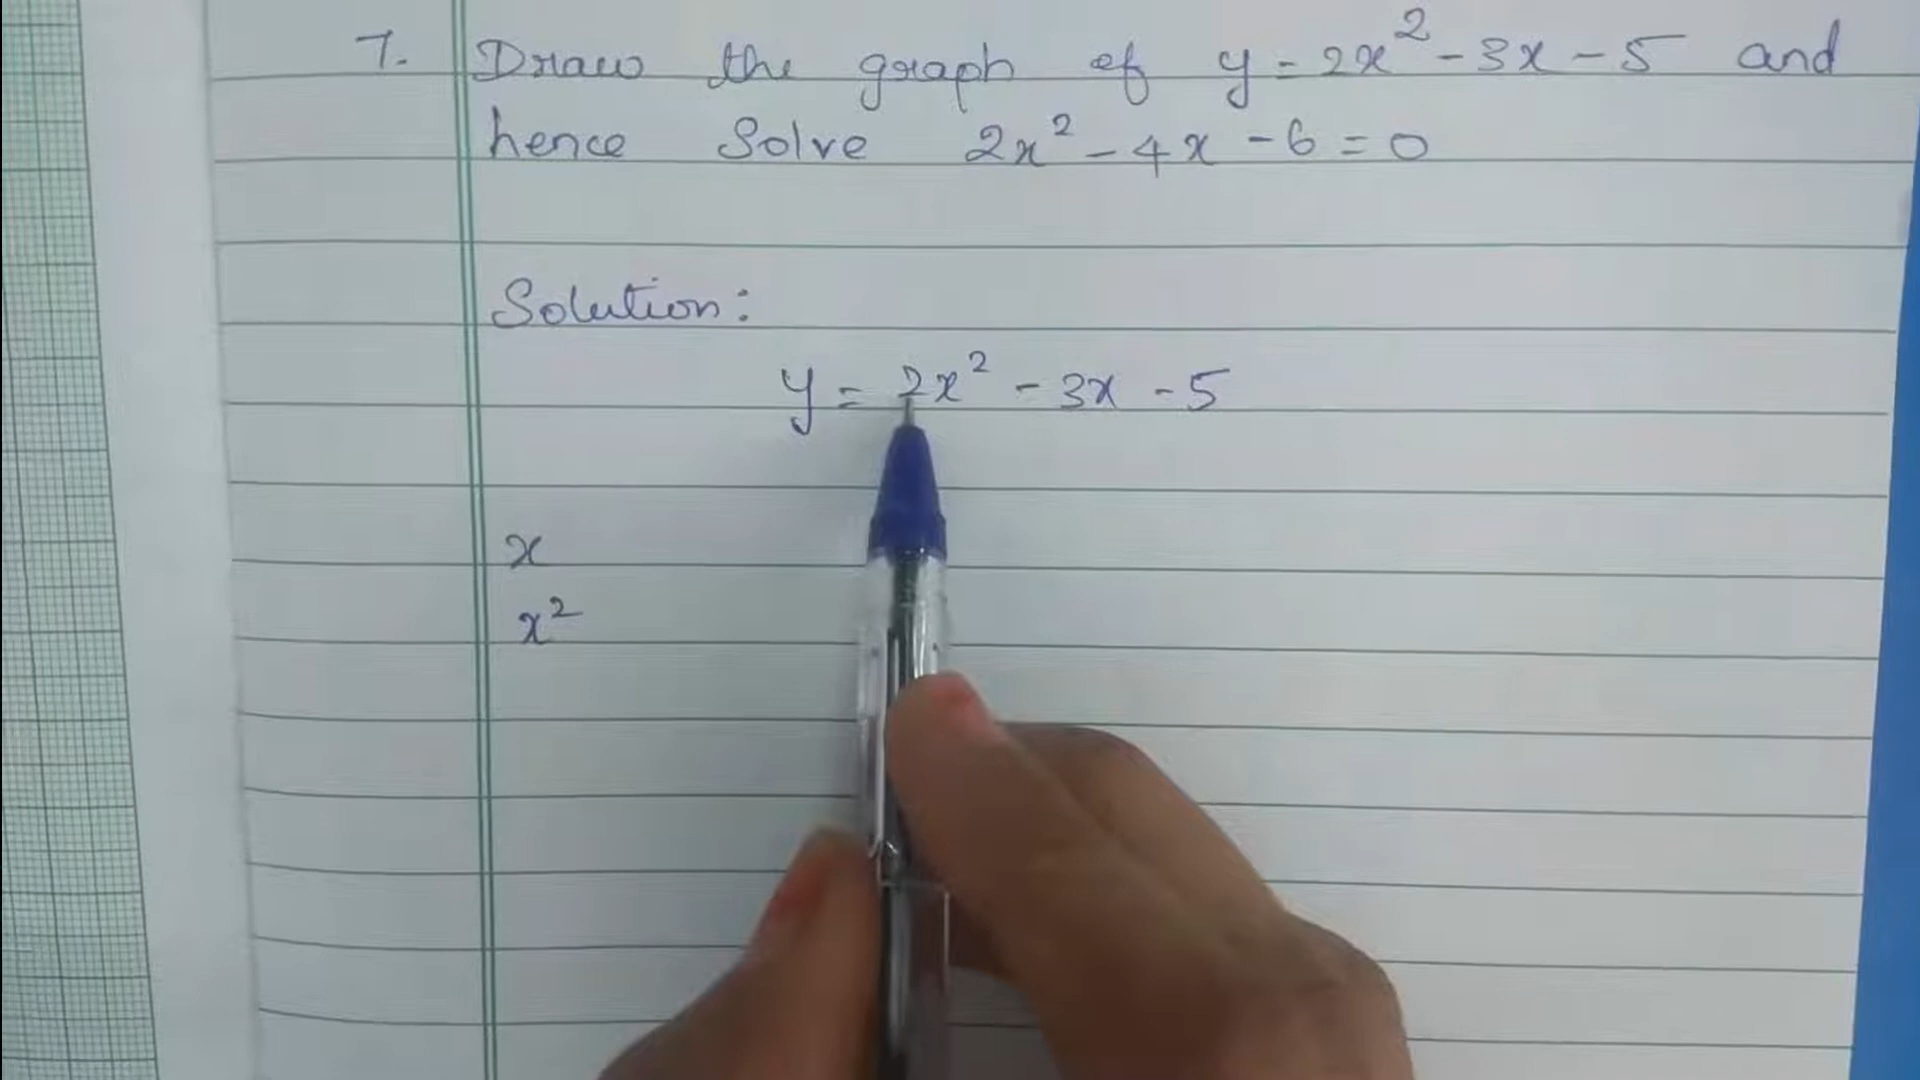 7. Draw the graph of y = 2x² - 3x - 5 and
hence Solve 2x² - 4x - 6 = 0
Solution:
y = 2x² - 3x - 5
x
x²